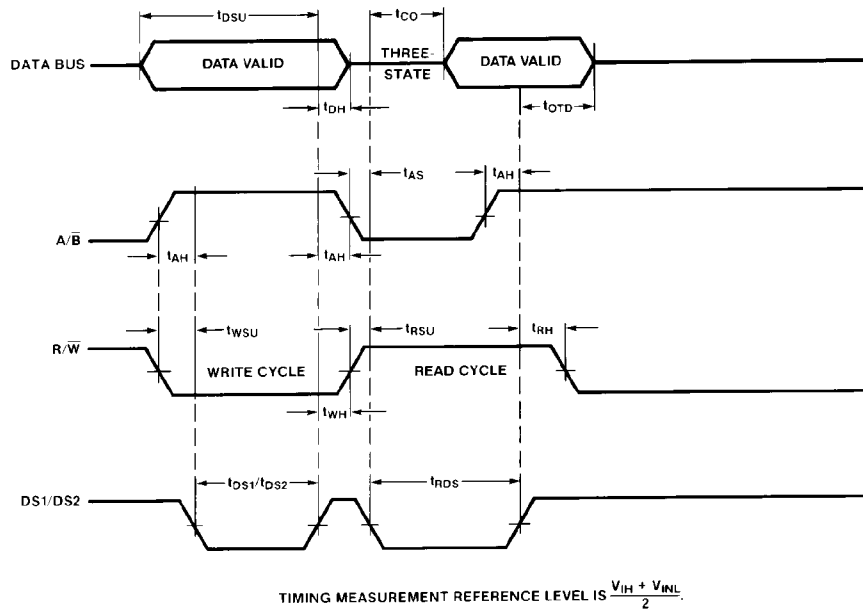 tDSU
tCO
DATA BUS
DATA VALID
THREE-
STATE
DATA VALID
tDH
tOTD
tAS
tAH
A/B̅
tAH
tAH
tWSU
tRSU
tRH
R/W̅
WRITE CYCLE
READ CYCLE
tWH
tDS1/tDS2
tRDS
DS1/DS2
TIMING MEASUREMENT REFERENCE LEVEL IS (VIH + VINL)/2.